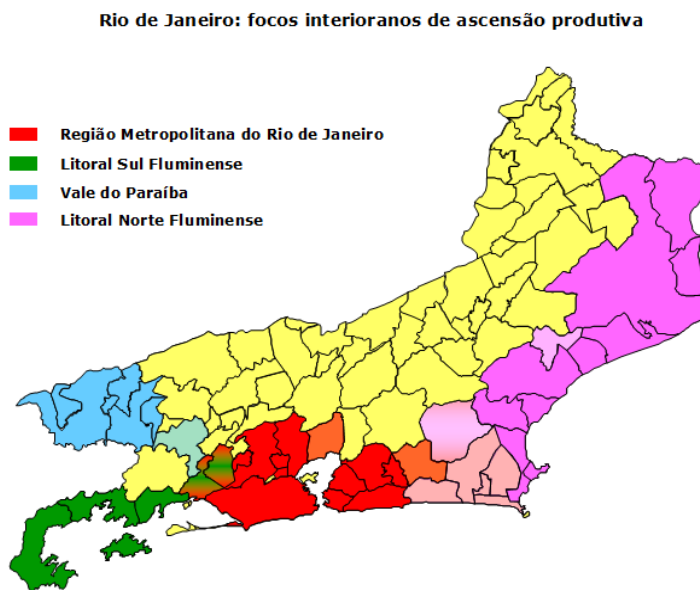 Rio de Janeiro: focos interioranos de ascensão produtiva
Região Metropolitana do Rio de Janeiro
Litoral Sul Fluminense
Vale do Paraíba
Litoral Norte Fluminense